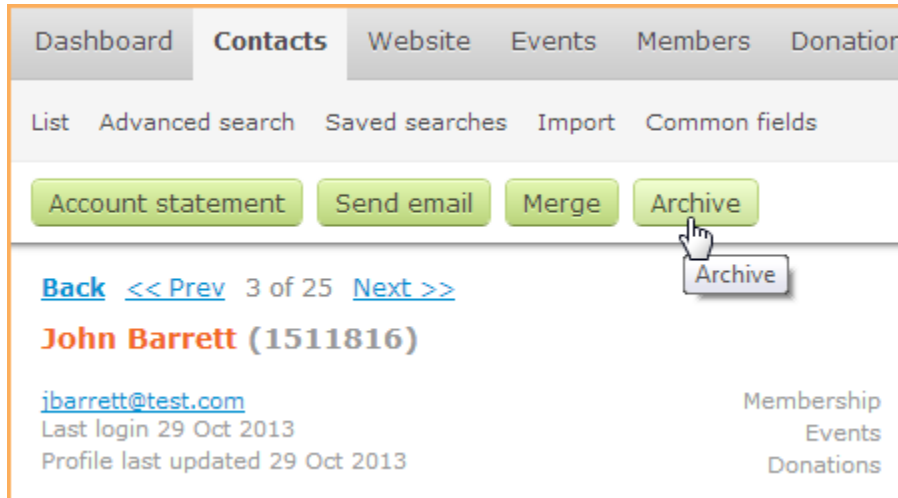 Dashboard Contacts Website Events Members Donation
List Advanced search Saved searches Import Common fields
Account statement Send email Merge Archive
Archive
Back << Prev 3 of 25 Next >>
John Barrett (1511816)
jbarrett@test.com Membership
Last login 29 Oct 2013 Events
Profile last updated 29 Oct 2013 Donations